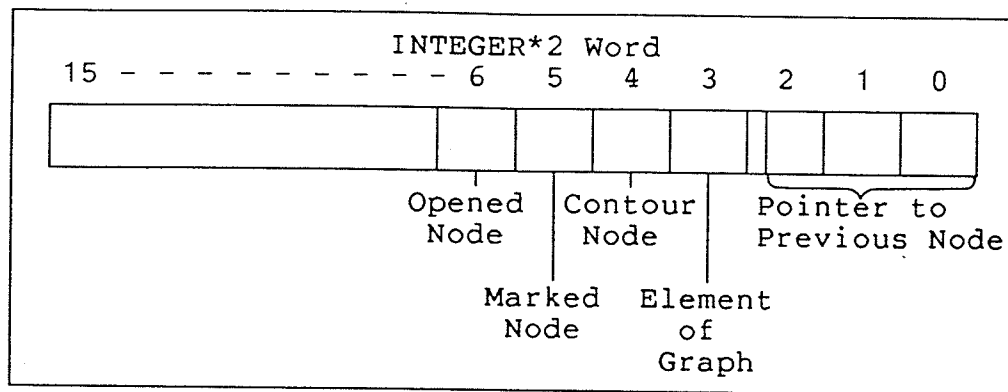 INTEGER*2 Word
15 - - - - - - - - - - 6 5 4 3 2 1 0
Opened Node
Contour Node
Pointer to
Previous Node
Marked
Node
Element
of
Graph